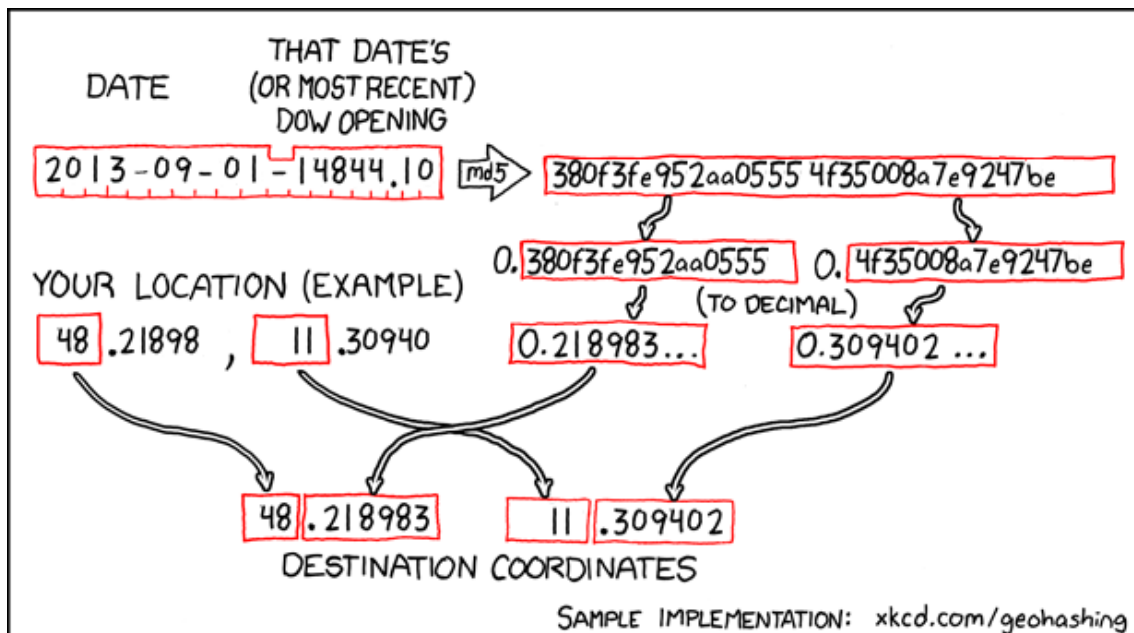 DATE
THAT DATE'S
(OR MOST RECENT)
DOW OPENING
2013-09-01-14844.10
md5
380f3fe952aa0555 4f35008a7e9247be
0.380f3fe952aa0555
0.4f35008a7e9247be
(TO DECIMAL)
YOUR LOCATION (EXAMPLE)
48.21898, 11.30940
0.218983...
0.309402...
48.218983
11.309402
DESTINATION COORDINATES
SAMPLE IMPLEMENTATION: xkcd.com/geohashing